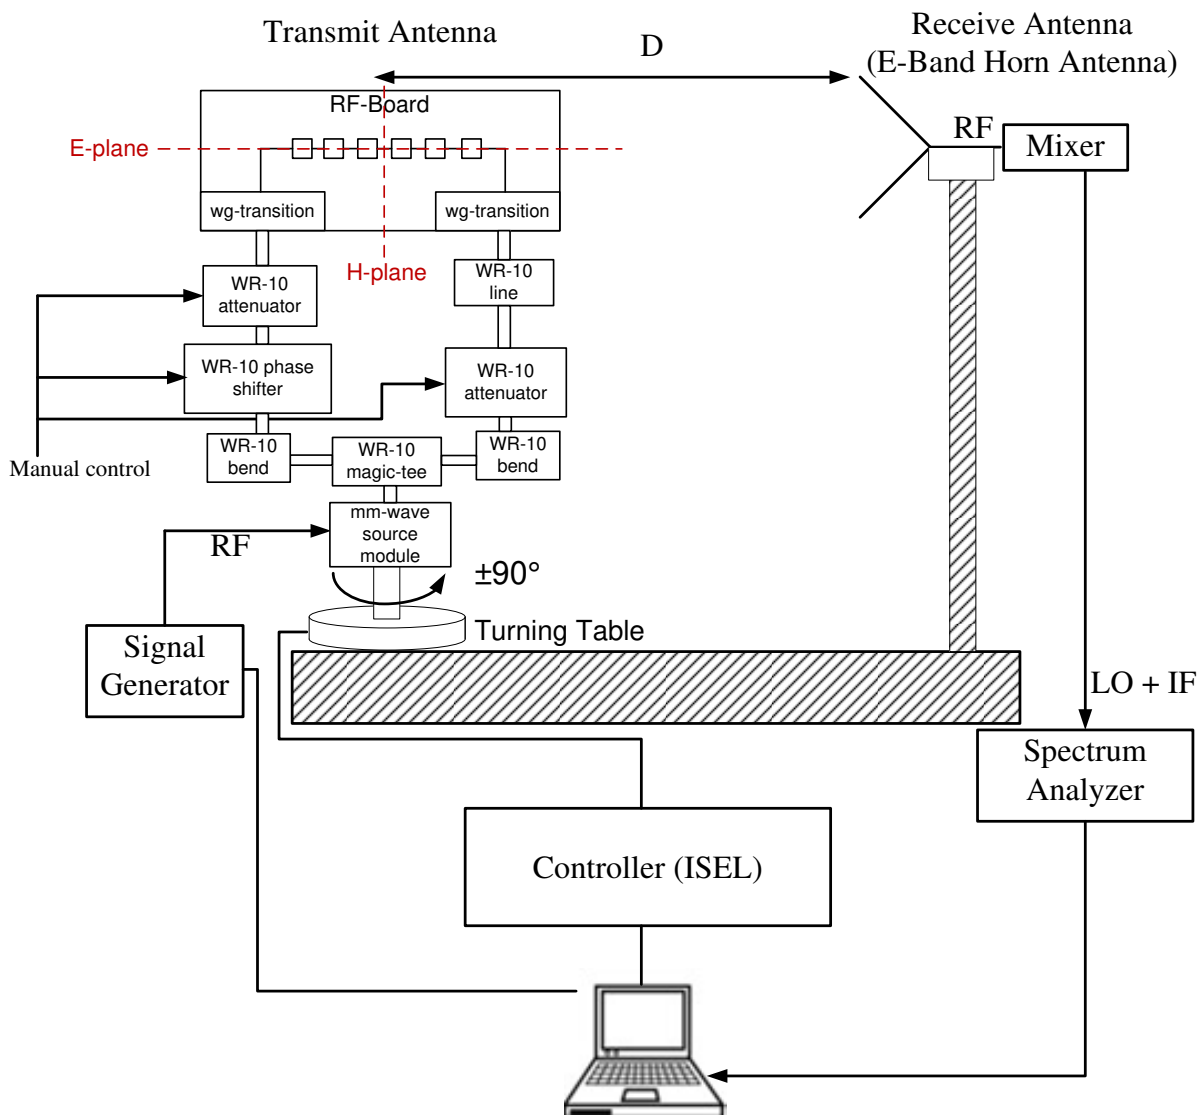 Transmit Antenna
D
Receive Antenna
(E-Band Horn Antenna)
RF-Board
E-plane
RF
Mixer
wg-transition
wg-transition
H-plane
WR-10
attenuator
WR-10
line
WR-10 phase
shifter
WR-10
attenuator
Manual control
WR-10
bend
WR-10
magic-tee
WR-10
bend
mm-wave
source
module
RF
±90°
Turning Table
Signal
Generator
LO + IF
Spectrum
Analyzer
Controller (ISEL)